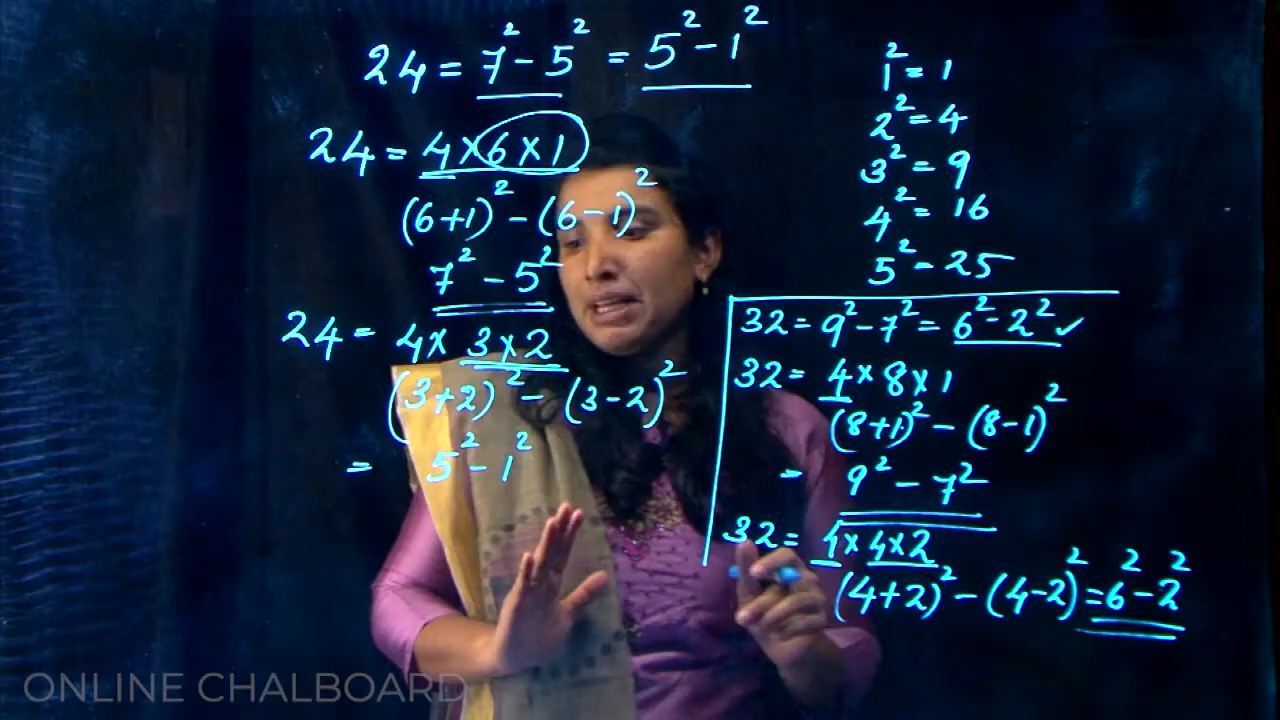 24 = 7² - 5² = 5² - 1²
24 = 4 × 6 × 1
(6+1)² - (6-1)²
7² - 5²
24 = 4 × 3 × 2
(3+2)² - (3-2)²
= 5² - 1²
1² = 1
2² = 4
3² = 9
4² = 16
5² = 25
32 = 9² - 7² = 6² - 2² ✓
32 = 4 × 8 × 1
(8+1)² - (8-1)²
= 9² - 7²
32 = 4 × 4 × 2
(4+2)² - (4-2)² = 6² - 2²
ONLINE CHALBOARD